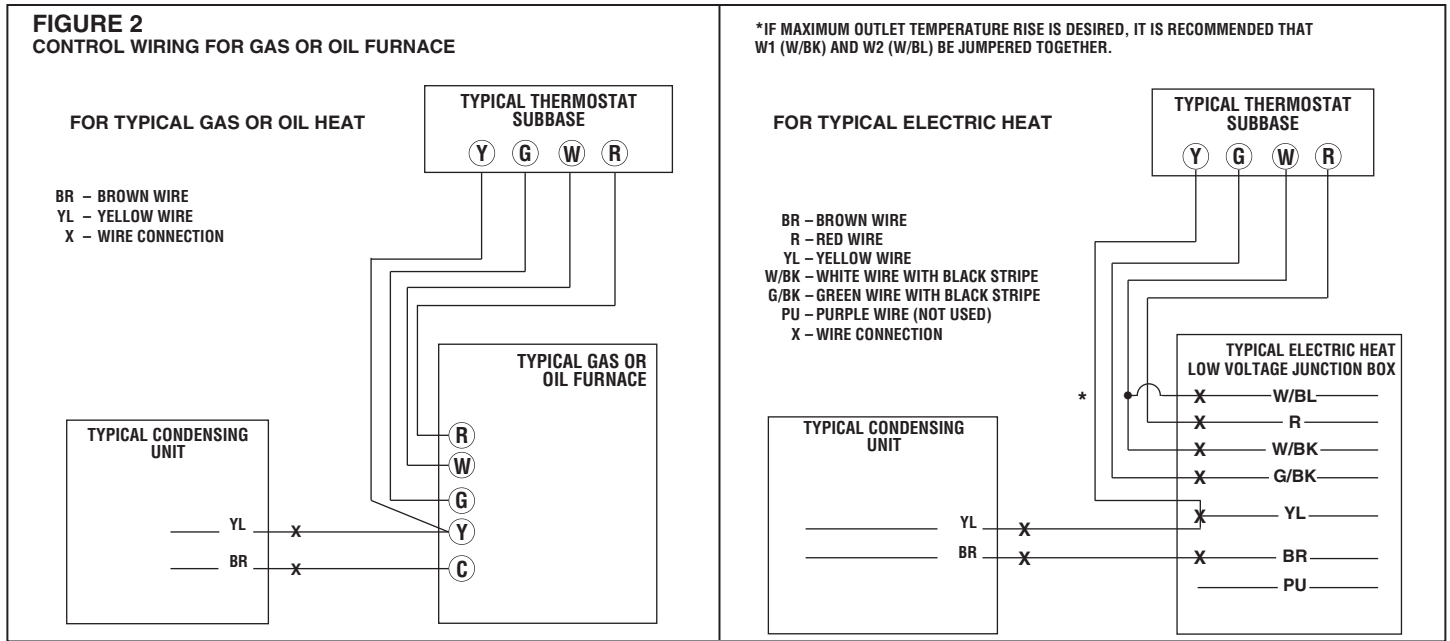 FIGURE 2
CONTROL WIRING FOR GAS OR OIL FURNACE
FOR TYPICAL GAS OR OIL HEAT
TYPICAL THERMOSTAT
SUBBASE
Y G W R
BR – BROWN WIRE
YL – YELLOW WIRE
X – WIRE CONNECTION
TYPICAL GAS OR
OIL FURNACE
R
W
G
Y
C
TYPICAL CONDENSING
UNIT
YL X
BR X
*IF MAXIMUM OUTLET TEMPERATURE RISE IS DESIRED, IT IS RECOMMENDED THAT
W1 (W/BK) AND W2 (W/BL) BE JUMPERED TOGETHER.
FOR TYPICAL ELECTRIC HEAT
TYPICAL THERMOSTAT
SUBBASE
Y G W R
BR – BROWN WIRE
R – RED WIRE
YL – YELLOW WIRE
W/BK – WHITE WIRE WITH BLACK STRIPE
G/BK – GREEN WIRE WITH BLACK STRIPE
PU – PURPLE WIRE (NOT USED)
X – WIRE CONNECTION
TYPICAL ELECTRIC HEAT
LOW VOLTAGE JUNCTION BOX
* X W/BL
X R
X W/BK
X G/BK
X YL
X BR
PU
TYPICAL CONDENSING
UNIT
YL X
BR X